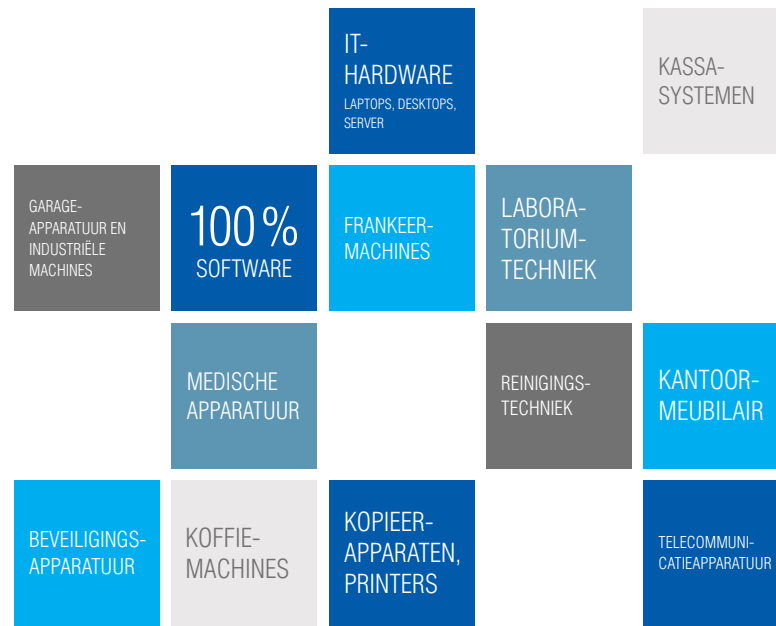 IT-
HARDWARE
LAPTOPS, DESKTOPS,
SERVER
KASSA-
SYSTEMEN
GARAGE-
APPARATUUR EN
INDUSTRIËLE
MACHINES
100 %
SOFTWARE
FRANKEER-
MACHINES
LABORA-
TORIUM-
TECHNIEK
MEDISCHE
APPARATUUR
REINIGINGS-
TECHNIEK
KANTOOR-
MEUBILAIR
BEVEILIGINGS-
APPARATUUR
KOFFIE-
MACHINES
KOPIEER-
APPARATEN,
PRINTERS
TELECOMMUNI-
CATIEAPPARATUUR